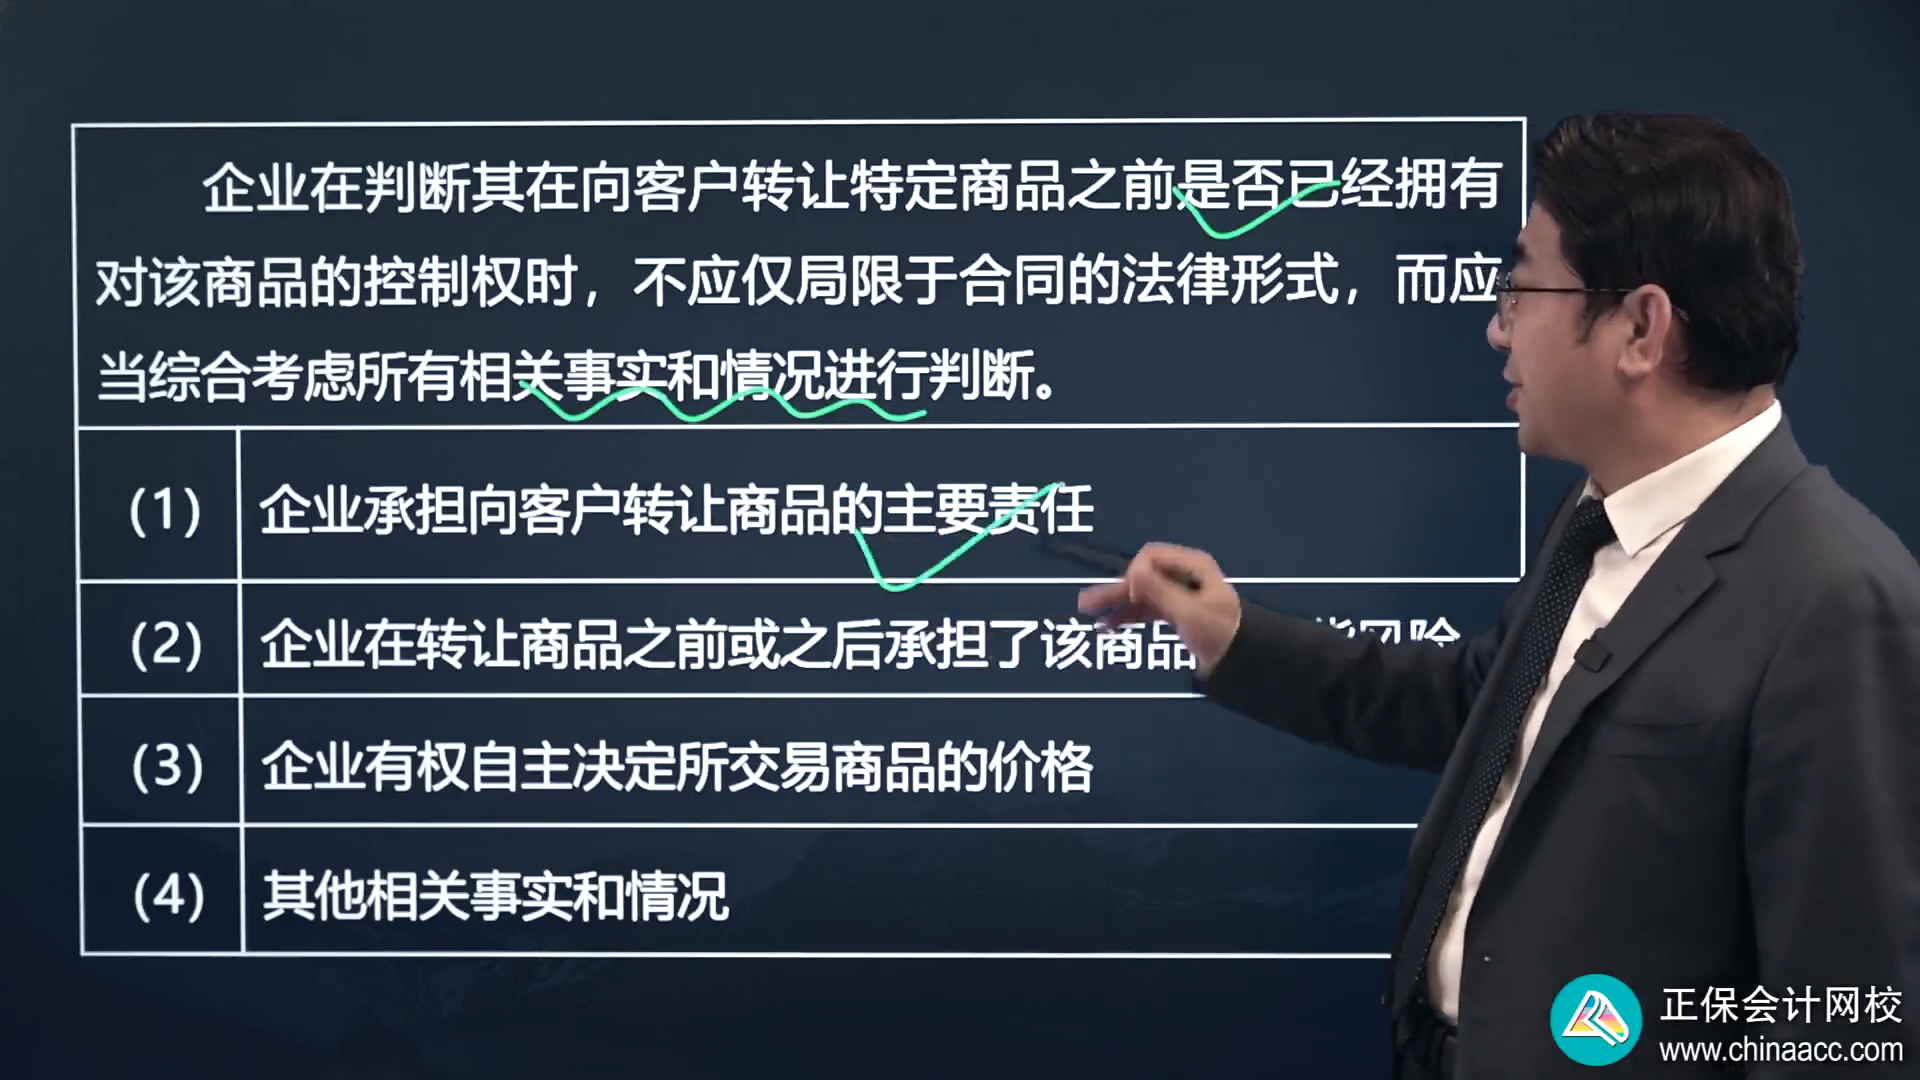 企业在判断其在向客户转让特定商品之前是否已经拥有
对该商品的控制权时，不应仅局限于合同的法律形式，而应
当综合考虑所有相关事实和情况进行判断。
（1） 企业承担向客户转让商品的主要责任
（2） 企业在转让商品之前或之后承担了该商品 风险
（3） 企业有权自主决定所交易商品的价格
（4） 其他相关事实和情况
正保会计网校
www.chinaacc.com